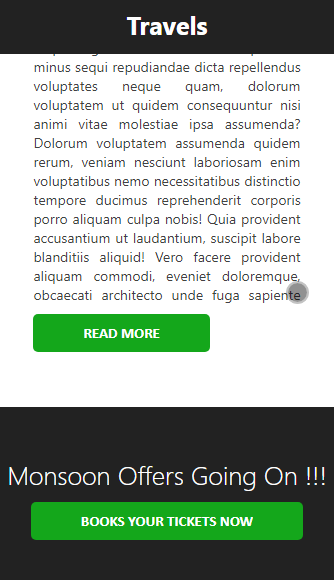 Travels
minus sequi repudiandae dicta repellendus
voluptates neque quam, dolorum
voluptatem ut quidem consequuntur nisi
animi vitae molestiae ipsa assumenda?
Dolorum voluptatem assumenda quidem
rerum, veniam nesciunt laboriosam enim
voluptatibus nemo necessitatibus distinctio
tempore ducimus reprehenderit corporis
porro aliquam culpa nobis! Quia provident
accusantium ut laudantium, suscipit labore
blanditiis aliquid! Vero facere provident
aliquam commodi, eveniet doloremque,
obcaecati architecto unde fuga sapiente
READ MORE
Monsoon Offers Going On !!!
BOOKS YOUR TICKETS NOW